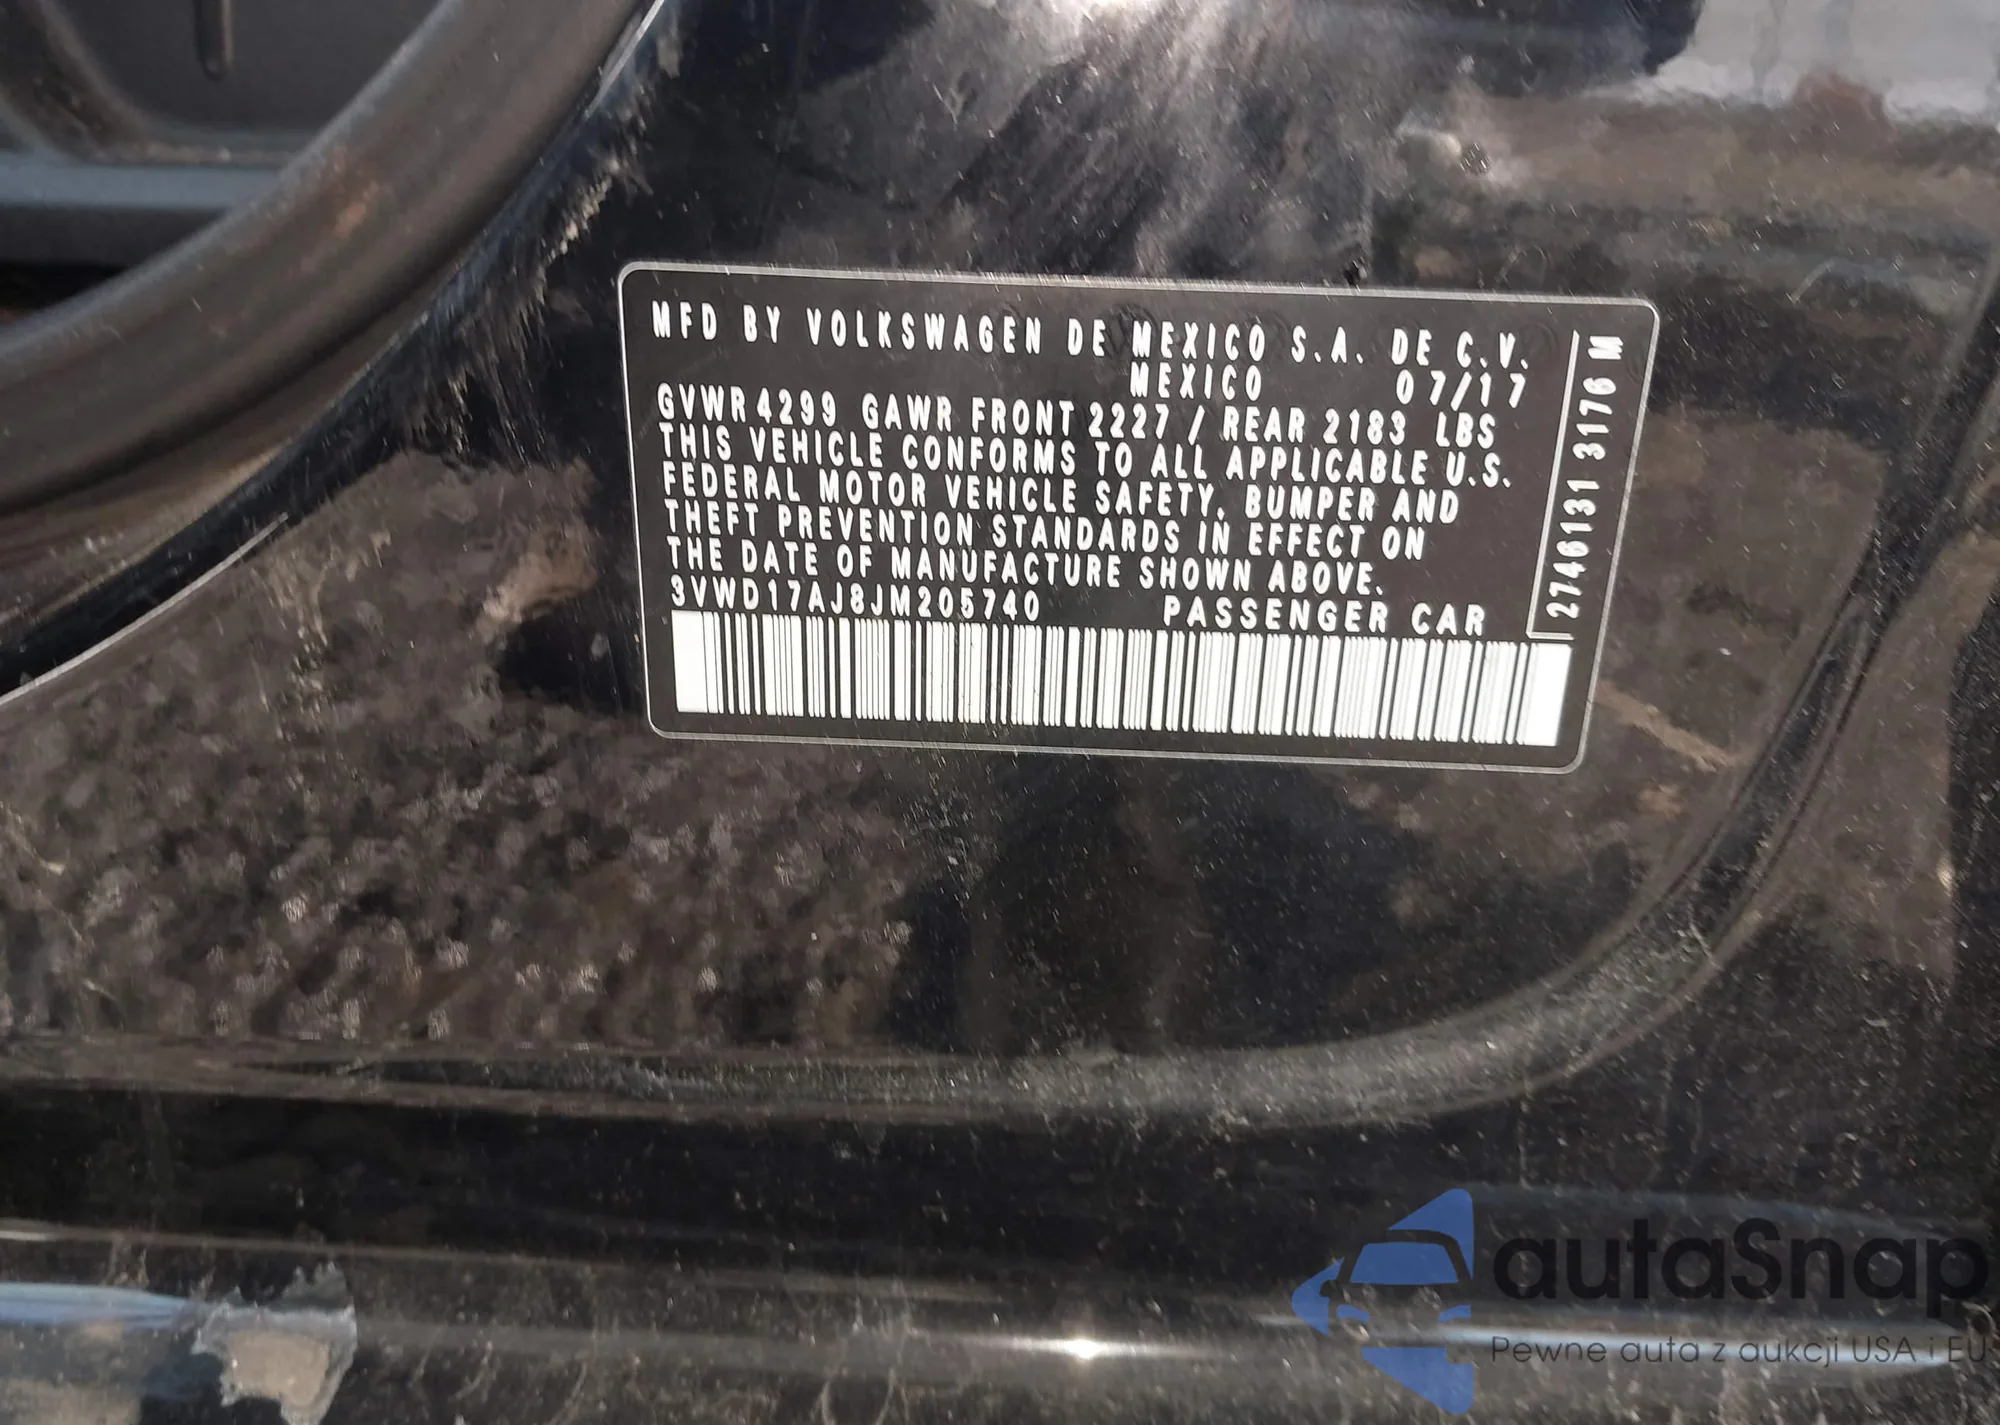 MFD BY VOLKSWAGEN DE MEXICO S.A. DE C.V.
MEXICO 07/17
GVWR 4299 GAWR FRONT 2227 / REAR 2183 LBS
THIS VEHICLE CONFORMS TO ALL APPLICABLE U.S.
FEDERAL MOTOR VEHICLE SAFETY, BUMPER AND
THEFT PREVENTION STANDARDS IN EFFECT ON
THE DATE OF MANUFACTURE SHOWN ABOVE.
3VWD17AJ8JM205740 PASSENGER CAR
2746131 3176 M
autaSnap
Pewne auta z aukcji USA i EU